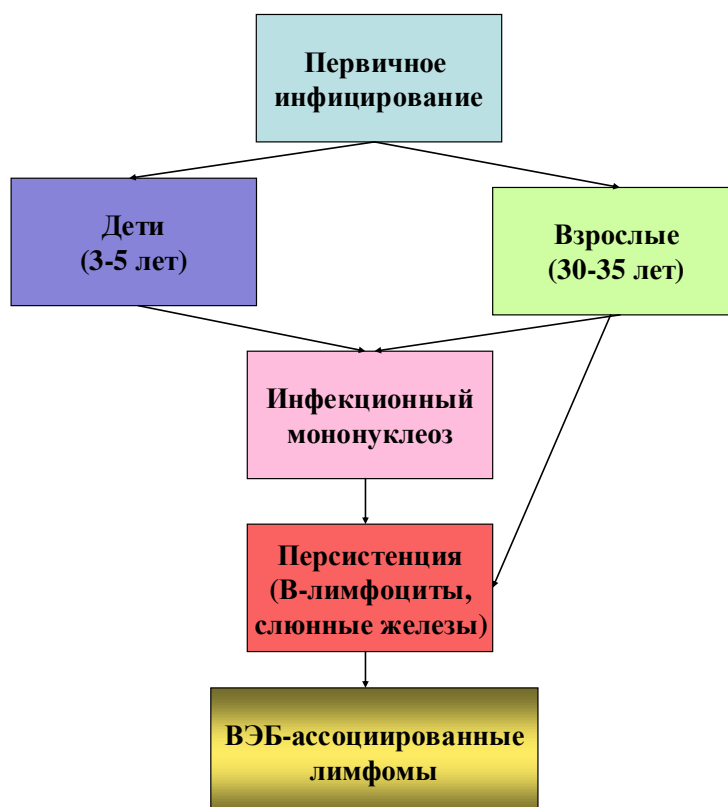 Первичное
инфицирование
Дети
(3-5 лет)
Взрослые
(30-35 лет)
Инфекционный
мононуклеоз
Персистенция
(В-лимфоциты,
слюнные железы)
ВЭБ-ассоциированные
лимфомы